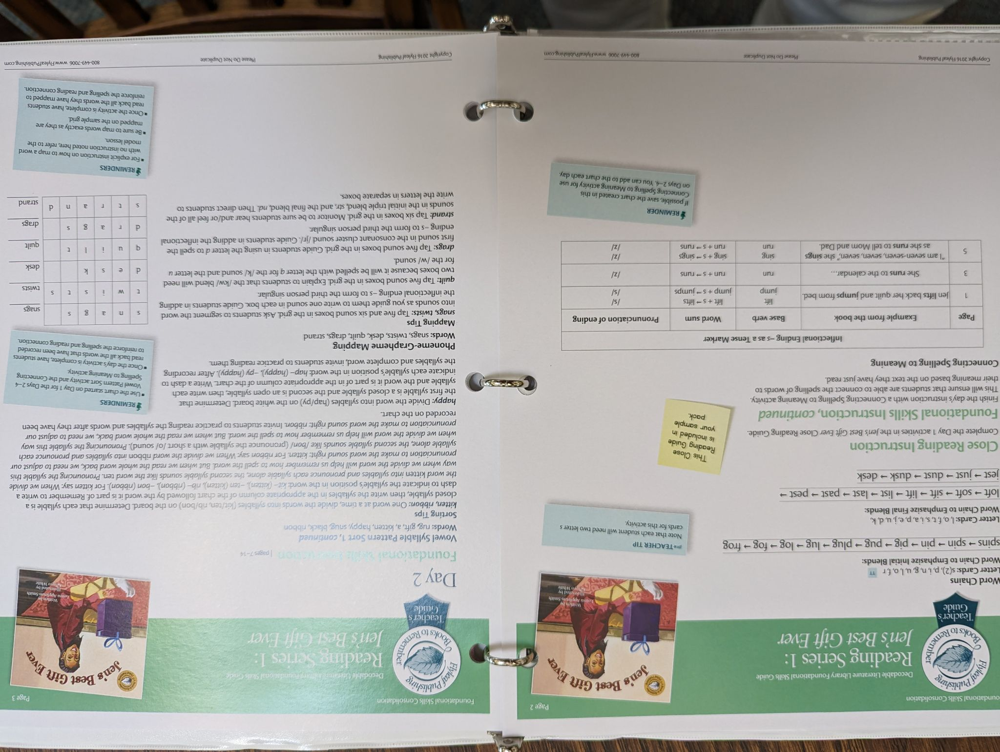 Foundational Skills Consolidation
Page 2
Flyleaf Publishing
Books to Remember
Teacher's
Guide
Decodable Literature Library Foundational Skills Guide
Reading Series 1:
Jen's Best Gift Ever
Jen's Best Gift Ever
Written by
Laura Appleton-Smith
Illustrated by
Keinyo White
Word Chains
Letter Cards: s(2), p, i, n, g, u, l, o, f, r TT
Word Chain to Emphasize Initial Blends:
spins → spin → pin → pig → pug → plug → lug → log → fog → frog
TEACHER TIP
Note that each student will need two letter s
cards for this activity.
Letter Cards: l, o, f, t, s, i, a, p, e, j, u, d, k
Word Chain to Emphasize Final Blends:
loft → soft → sift → lift → list → last → past → pest →
jest → just → dust → dusk → desk
Close Reading Instruction
Complete the Day 1 activities in the Jen's Best Gift Ever Close Reading Guide.
This Close
Reading Guide
is included in
your sample
pack.
Foundational Skills Instruction, continued
Finish the day's instruction with a Connecting Spelling to Meaning activity.
This will ensure that students are able to connect the spelling of words to
their meaning based on the text they have just read.
Connecting Spelling to Meaning
Inflectional Ending –s as a Tense Marker
Page Example from the book Base verb Word sum Pronunciation of ending
1 Jen lifts back her quilt and jumps from bed. lift lift + s → lifts /s/
jump jump + s → jumps /s/
3 She runs to the calendar.... run run + s → runs /z/
5 "I am seven-seven, seven, seven," she sings sing sing + s → sings /z/
as she runs to tell Mom and Dad. run run + s → runs /z/
REMINDER
If possible, save the chart created in this
Connecting Spelling to Meaning activity for use
on Days 2–4. You can add to the chart each day.
Copyright 2016 Flyleaf Publishing Please Do Not Duplicate 800-449-7006 www.FlyleafPublishing.com
Foundational Skills Consolidation
Page 3
Flyleaf Publishing
Books to Remember
Teacher's
Guide
Decodable Literature Library Foundational Skills Guide
Reading Series 1:
Jen's Best Gift Ever
Jen's Best Gift Ever
Written by
Laura Appleton-Smith
Illustrated by
Keinyo White
Day 2
Foundational Skills Instruction | pages 7–14
Vowel Syllable Pattern Sort 1, continued
Words: rug, gift, a, kitten, happy, snug, black, ribbon
Sorting Tips
kitten, ribbon: One word at a time, divide the words into syllables (kit/ten, rib/bon) on the board. Determine that each syllable is a
closed syllable, then write the syllables in the appropriate column of the chart followed by the word it is part of. Remember to write a
dash to indicate the syllable's position in the word: kit– (kitten), –ten (kitten), rib– (ribbon), –bon (ribbon). For kitten say: When we divide
the word kitten into syllables and pronounce each syllable alone, the second syllable sounds like the word ten. Pronouncing the syllable this
way when we divide the word will help us remember how to spell the word. But when we read the whole word back, we need to adjust our
pronunciation to make the word sound right: kitten. For ribbon say: When we divide the word ribbon into syllables and pronounce each
syllable alone, the second syllable sounds like /bon/ (pronounce the syllable with a short /o/ sound). Pronouncing the syllable this way
when we divide the word will help us remember how to spell the word. But when we read the whole word back, we need to adjust our
pronunciation to make the word sound right: ribbon. Invite students to practice reading the syllables and words after they have been
recorded on the chart.
happy: Divide the word into syllables (hap/py) on the white board. Determine that
the first syllable is a closed syllable and the second is an open syllable, then write each
syllable and the word it is part of in the appropriate column of the chart. Write a dash to
indicate each syllable's position in the word: hap– (happy), –py (happy). After recording
the syllables and complete word, invite students to practice reading them.
REMINDERS
▪ Use the chart started on Day 1 for the Days 2–4
Vowel Pattern Sort activity and the Connecting
Spelling to Meaning activity.
▪ Once the day's activity is complete, have students
read back all the words that have been recorded
to reinforce the spelling and reading connection.
Phoneme-Grapheme Mapping
Words: snags, twists, desk, quilt, drags, strand
Mapping Tips
snags, twists: Tap five and six sound boxes in the grid. Ask students to segment the word
into sounds as you guide them to write one sound in each box. Guide students in adding
the inflectional ending –s to form the third person singular.
quilt: Tap five sound boxes in the grid. Explain to students that the /kw/ blend will need
two boxes because it will be spelled with the letter q for the /k/ sound and the letter u
for the /w/ sound.
drags: Tap five sound boxes in the grid. Guide students in using the letter d to spell the
first sound in the consonant cluster sound /jr/. Guide students in adding the inflectional
ending –s to form the third person singular.
strand: Tap six boxes in the grid. Monitor to be sure students hear and/or feel all of the
sounds in the initial triple blend, str, and the final blend, nd. Then direct students to
write the letters in separate boxes.
s n a g s snags
t w i s t s twists
d e s k desk
q u i l t quilt
d r a g s drags
s t r a n d strand
REMINDERS
▪ For explicit instruction on how to map a word
with no instruction noted here, refer to the
model lesson.
▪ Be sure to map words exactly as they are
mapped on the sample grid.
▪ Once the activity is complete, have students
read back all the words they have mapped to
reinforce the spelling and reading connection.
Copyright 2016 Flyleaf Publishing Please Do Not Duplicate 800-449-7006 www.FlyleafPublishing.com